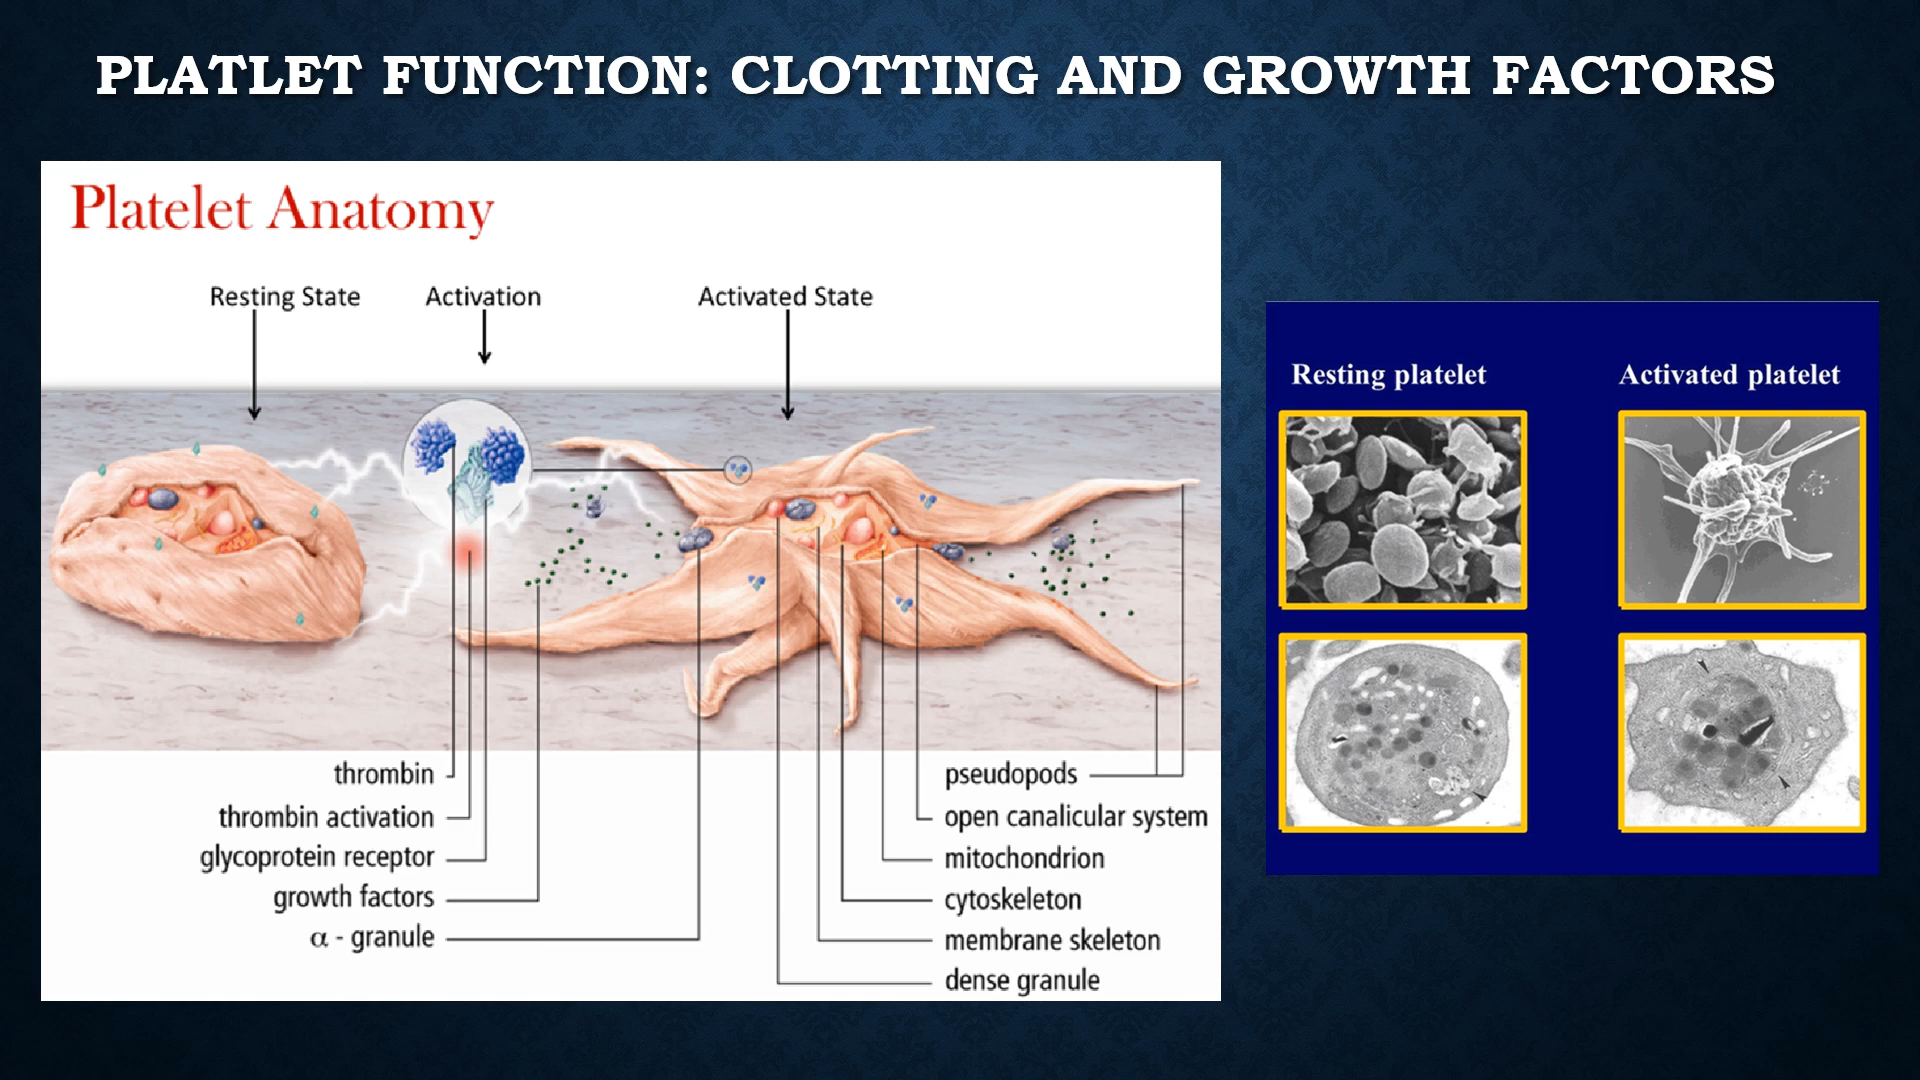 PLATLET FUNCTION: CLOTTING AND GROWTH FACTORS
Platelet Anatomy
Resting State
Activation
Activated State
thrombin
thrombin activation
glycoprotein receptor
growth factors
α - granule
pseudopods
open canalicular system
mitochondrion
cytoskeleton
membrane skeleton
dense granule
Resting platelet
Activated platelet